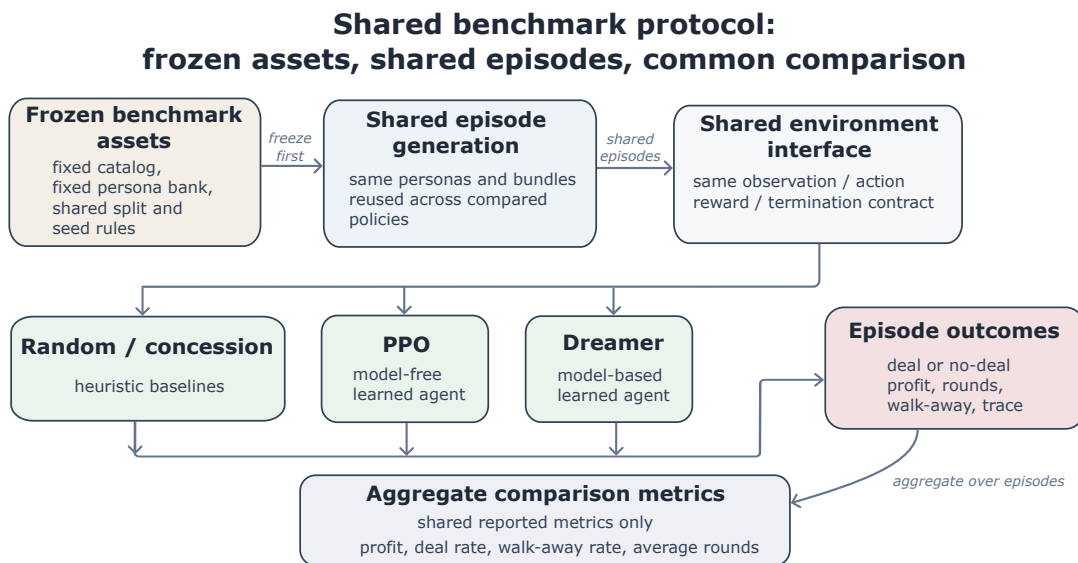 Shared benchmark protocol:
frozen assets, shared episodes, common comparison
Frozen benchmark
assets
fixed catalog,
fixed persona bank,
shared split and
seed rules
freeze
first
Shared episode
generation
same personas and bundles
reused across compared
policies
shared
episodes
Shared environment
interface
same observation / action
reward / termination contract
Random / concession
heuristic baselines
PPO
model-free
learned agent
Dreamer
model-based
learned agent
Episode outcomes
deal or no-deal
profit, rounds,
walk-away, trace
aggregate over episodes
Aggregate comparison metrics
shared reported metrics only
profit, deal rate, walk-away rate, average rounds